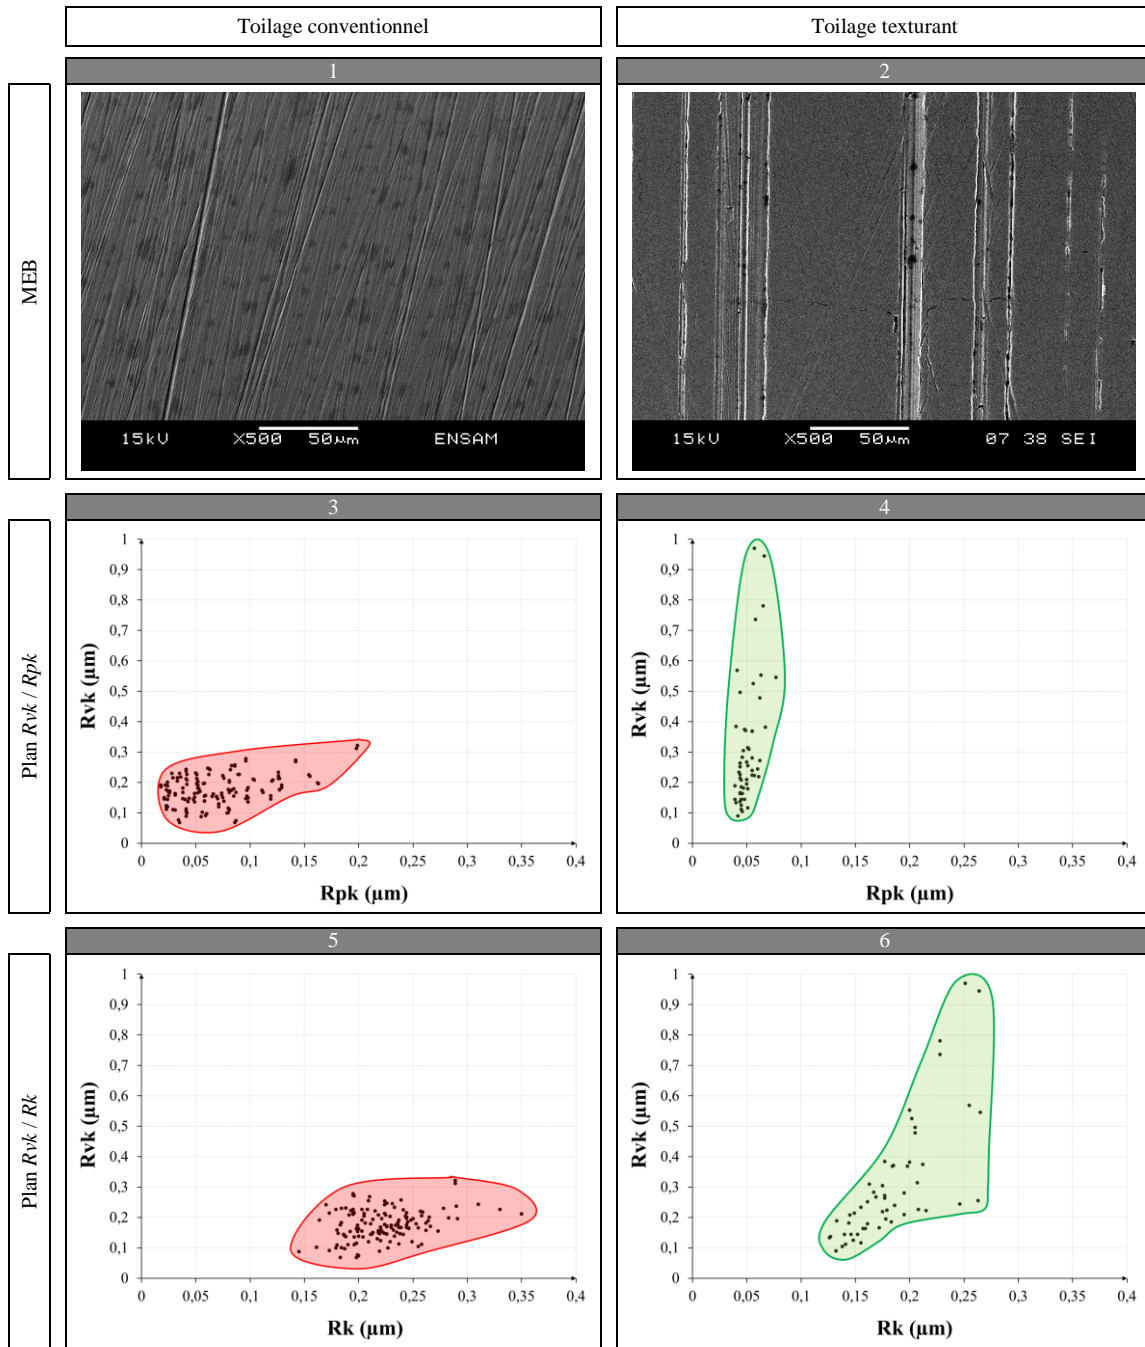 Toilage conventionnel
Toilage texturant
1
2
MEB
15kV X500 50µm ENSAM
15kV X500 50µm 07 38 SEI
3
4
Plan Rvk / Rpk
Rvk (µm)
1
0,9
0,8
0,7
0,6
0,5
0,4
0,3
0,2
0,1
0
0 0,05 0,1 0,15 0,2 0,25 0,3 0,35 0,4
Rpk (µm)
Rvk (µm)
1
0,9
0,8
0,7
0,6
0,5
0,4
0,3
0,2
0,1
0
0 0,05 0,1 0,15 0,2 0,25 0,3 0,35 0,4
Rpk (µm)
5
6
Plan Rvk / Rk
Rvk (µm)
1
0,9
0,8
0,7
0,6
0,5
0,4
0,3
0,2
0,1
0
0 0,05 0,1 0,15 0,2 0,25 0,3 0,35 0,4
Rk (µm)
Rvk (µm)
1
0,9
0,8
0,7
0,6
0,5
0,4
0,3
0,2
0,1
0
0 0,05 0,1 0,15 0,2 0,25 0,3 0,35 0,4
Rk (µm)